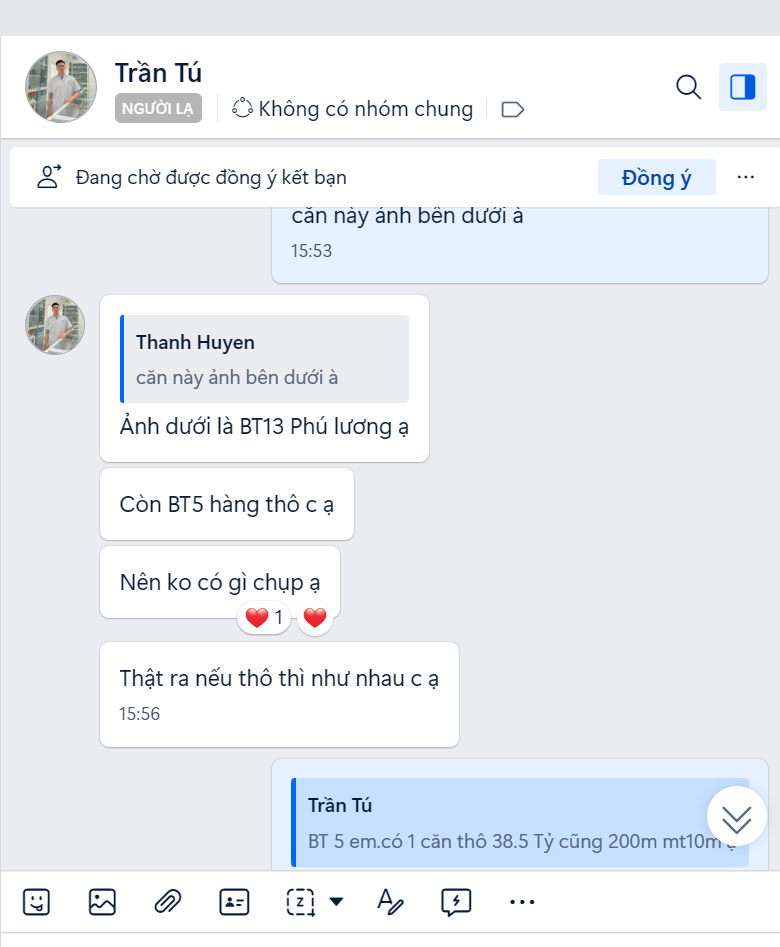 Trần Tú
NGƯỜI LẠ
Không có nhóm chung
Đang chờ được đồng ý kết bạn
Đồng ý
căn này ảnh bên dưới à
15:53
Thanh Huyen
căn này ảnh bên dưới à
Ảnh dưới là BT13 Phú lương ạ
Còn BT5 hàng thô c ạ
Nên ko có gì chụp ạ
1
Thật ra nếu thô thì như nhau c ạ
15:56
Trần Tú
BT 5 em.có 1 căn thô 38.5 Tỷ cũng 200m mt10m ạ